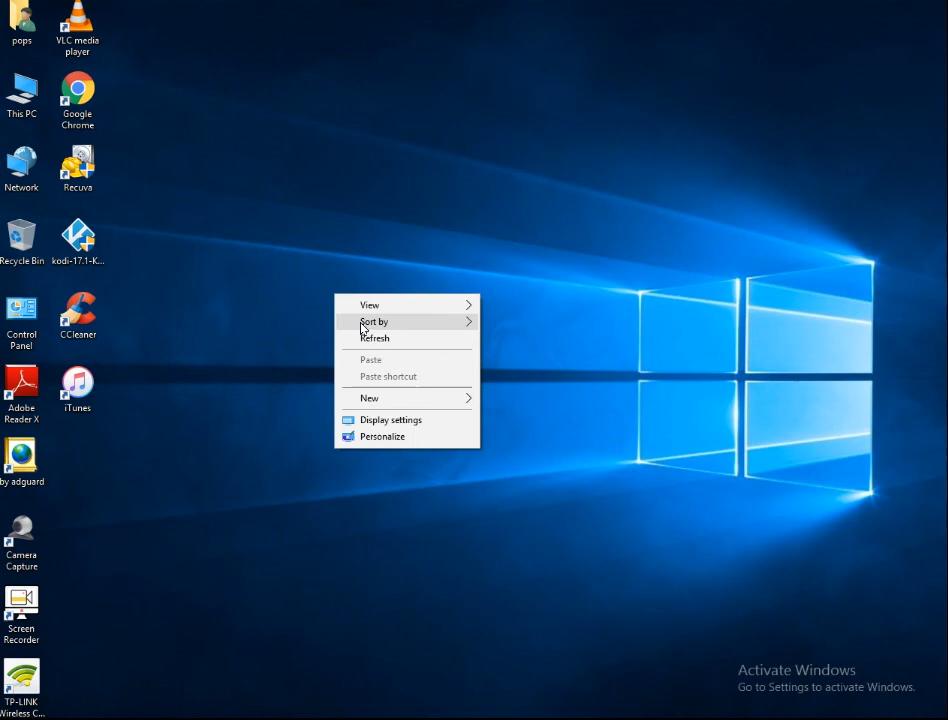 pops
VLC media
player
This PC
Google
Chrome
Network
Recuva
Recycle Bin
kodi-17.1-K...
Control
Panel
CCleaner
Adobe
Reader X
iTunes
by adguard
Camera
Capture
Screen
Recorder
TP-LINK
Wireless C...
View
Sort by
Refresh
Paste
Paste shortcut
New
Display settings
Personalize
Activate Windows
Go to Settings to activate Windows.